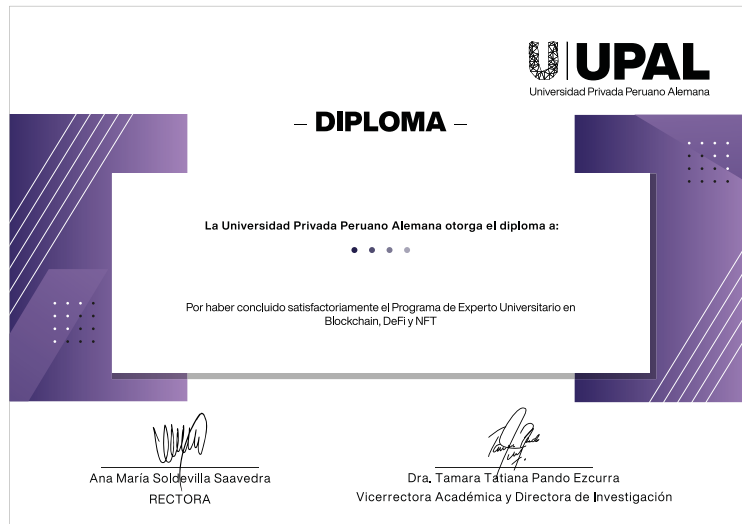 UPAL
Universidad Privada Peruano Alemana
– DIPLOMA –
La Universidad Privada Peruano Alemana otorga el diploma a:
Por haber concluido satisfactoriamente el Programa de Experto Universitario en
Blockchain, DeFi y NFT
Ana María Soldevilla Saavedra
RECTORA
Dra. Tamara Tatiana Pando Ezcurra
Vicerrectora Académica y Directora de Investigación